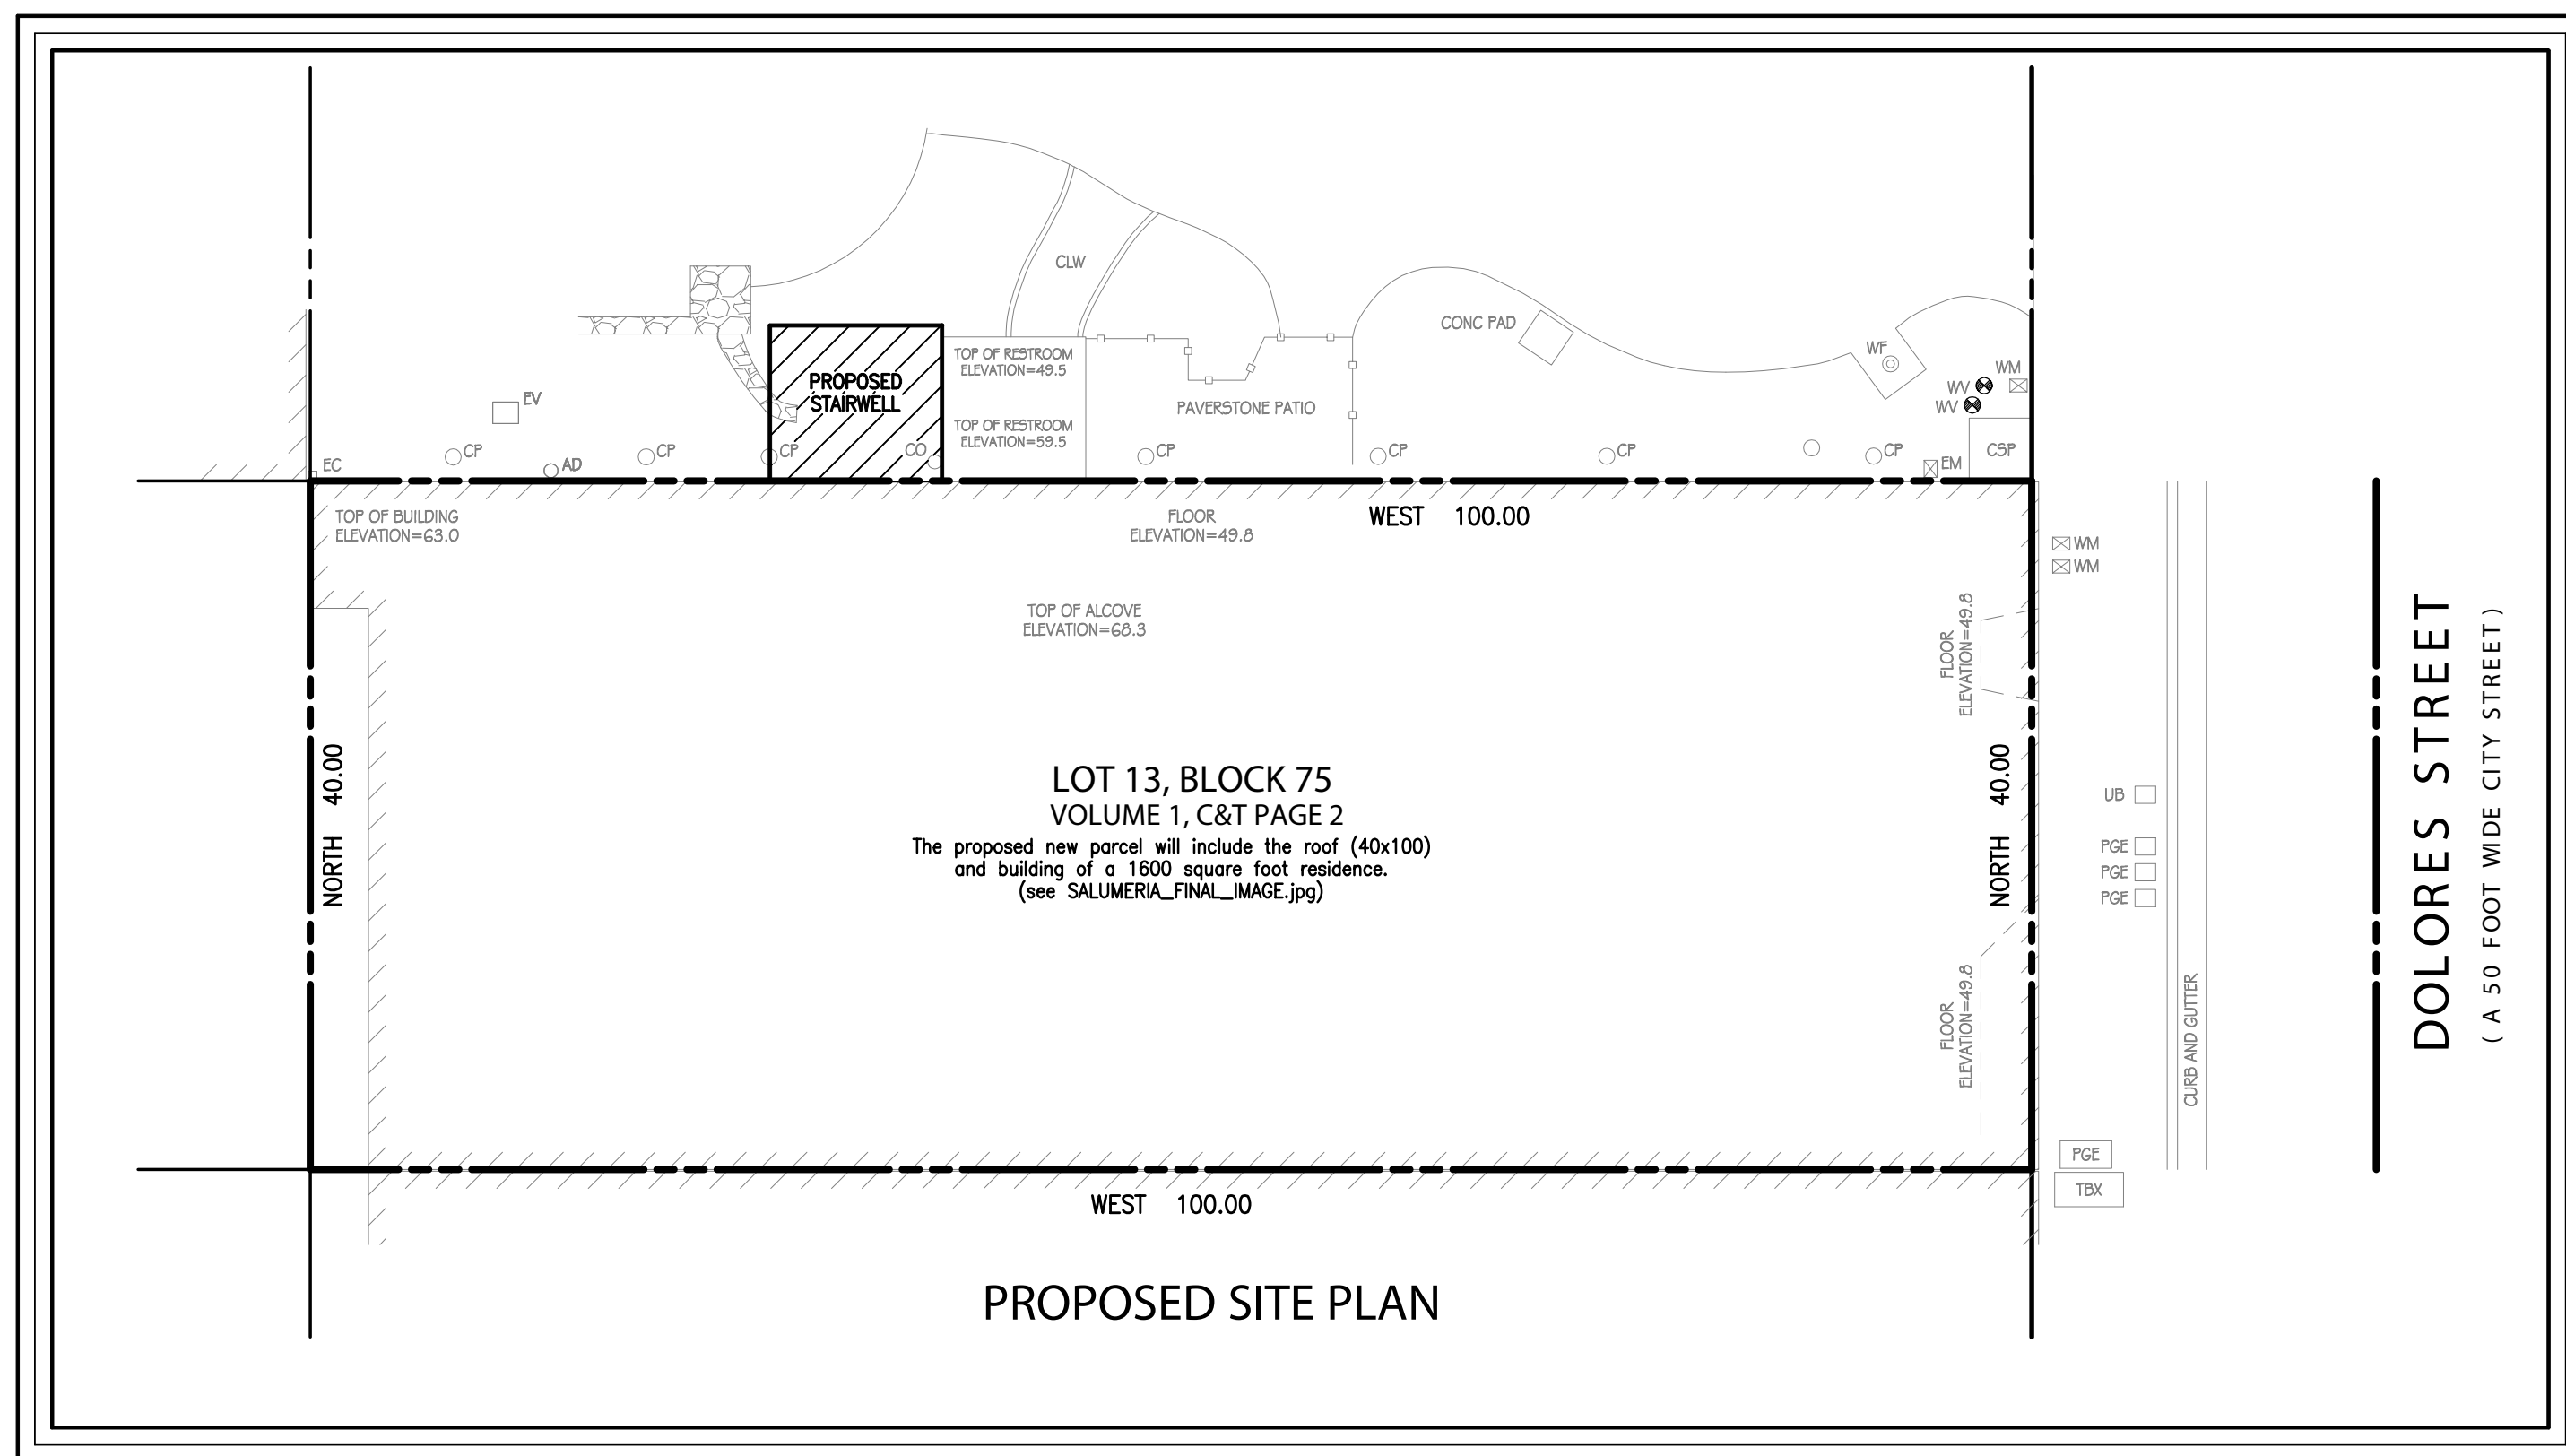 CLW
CONC PAD
WF
WM
WV
WV
TOP OF RESTROOM
ELEVATION=49.5
PROPOSED
STAIRWELL
EV
PAVERSTONE PATIO
TOP OF RESTROOM
ELEVATION=59.5
CP
CP
CP
CO
CP
CP
CP
CP
CSP
EC
AD
EM
TOP OF BUILDING
ELEVATION=63.0
FLOOR
ELEVATION=49.8
WEST 100.00
WM
WM
TOP OF ALCOVE
ELEVATION=68.3
FLOOR
ELEVATION=49.8
NORTH 40.00
LOT 13, BLOCK 75
VOLUME 1, C&T PAGE 2
The proposed new parcel will include the roof (40x100)
and building of a 1600 square foot residence.
(see SALUMERIA_FINAL_IMAGE.jpg)
NORTH 40.00
UB
PGE
PGE
PGE
FLOOR
ELEVATION=49.8
CURB AND GUTTER
DOLORES STREET
( A 50 FOOT WIDE CITY STREET )
PGE
TBX
WEST 100.00
PROPOSED SITE PLAN